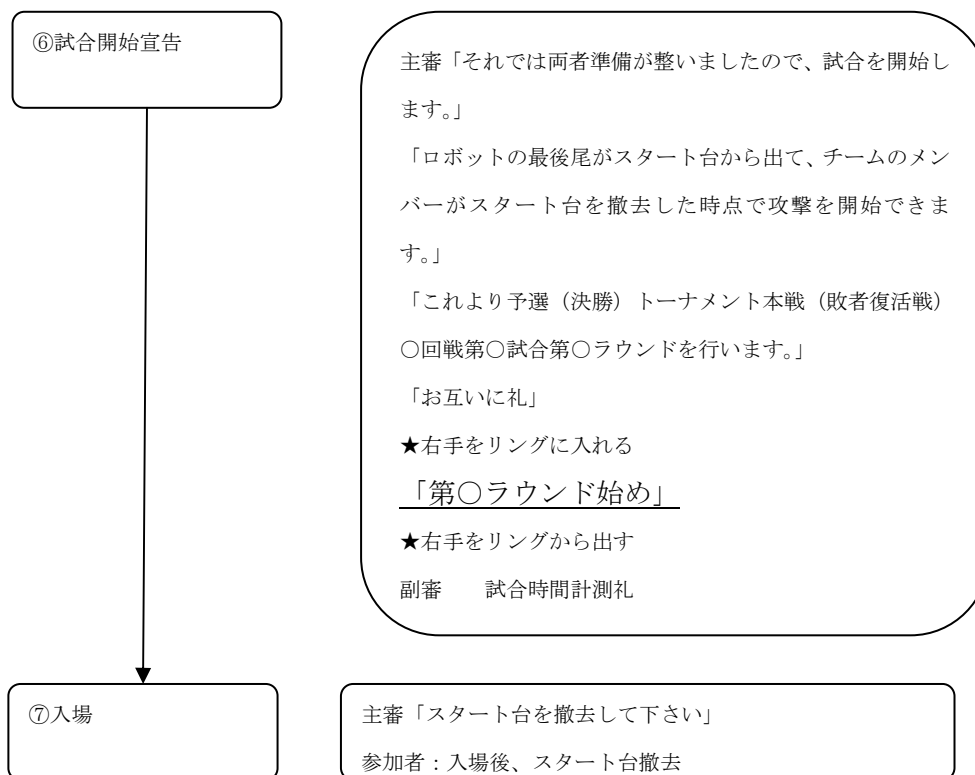 ⑥試合開始宣告
主審「それでは両者準備が整いましたので、試合を開始し
ます。」
「ロボットの最後尾がスタート台から出て、チームのメン
バーがスタート台を撤去した時点で攻撃を開始できま
す。」
「これより予選（決勝）トーナメント本戦（敗者復活戦）
○回戦第○試合第○ラウンドを行います。」
「お互いに礼」
★右手をリングに入れる
「第○ラウンド始め」
★右手をリングから出す
副審　　試合時間計測礼
⑦入場
主審「スタート台を撤去して下さい」
参加者：入場後、スタート台撤去